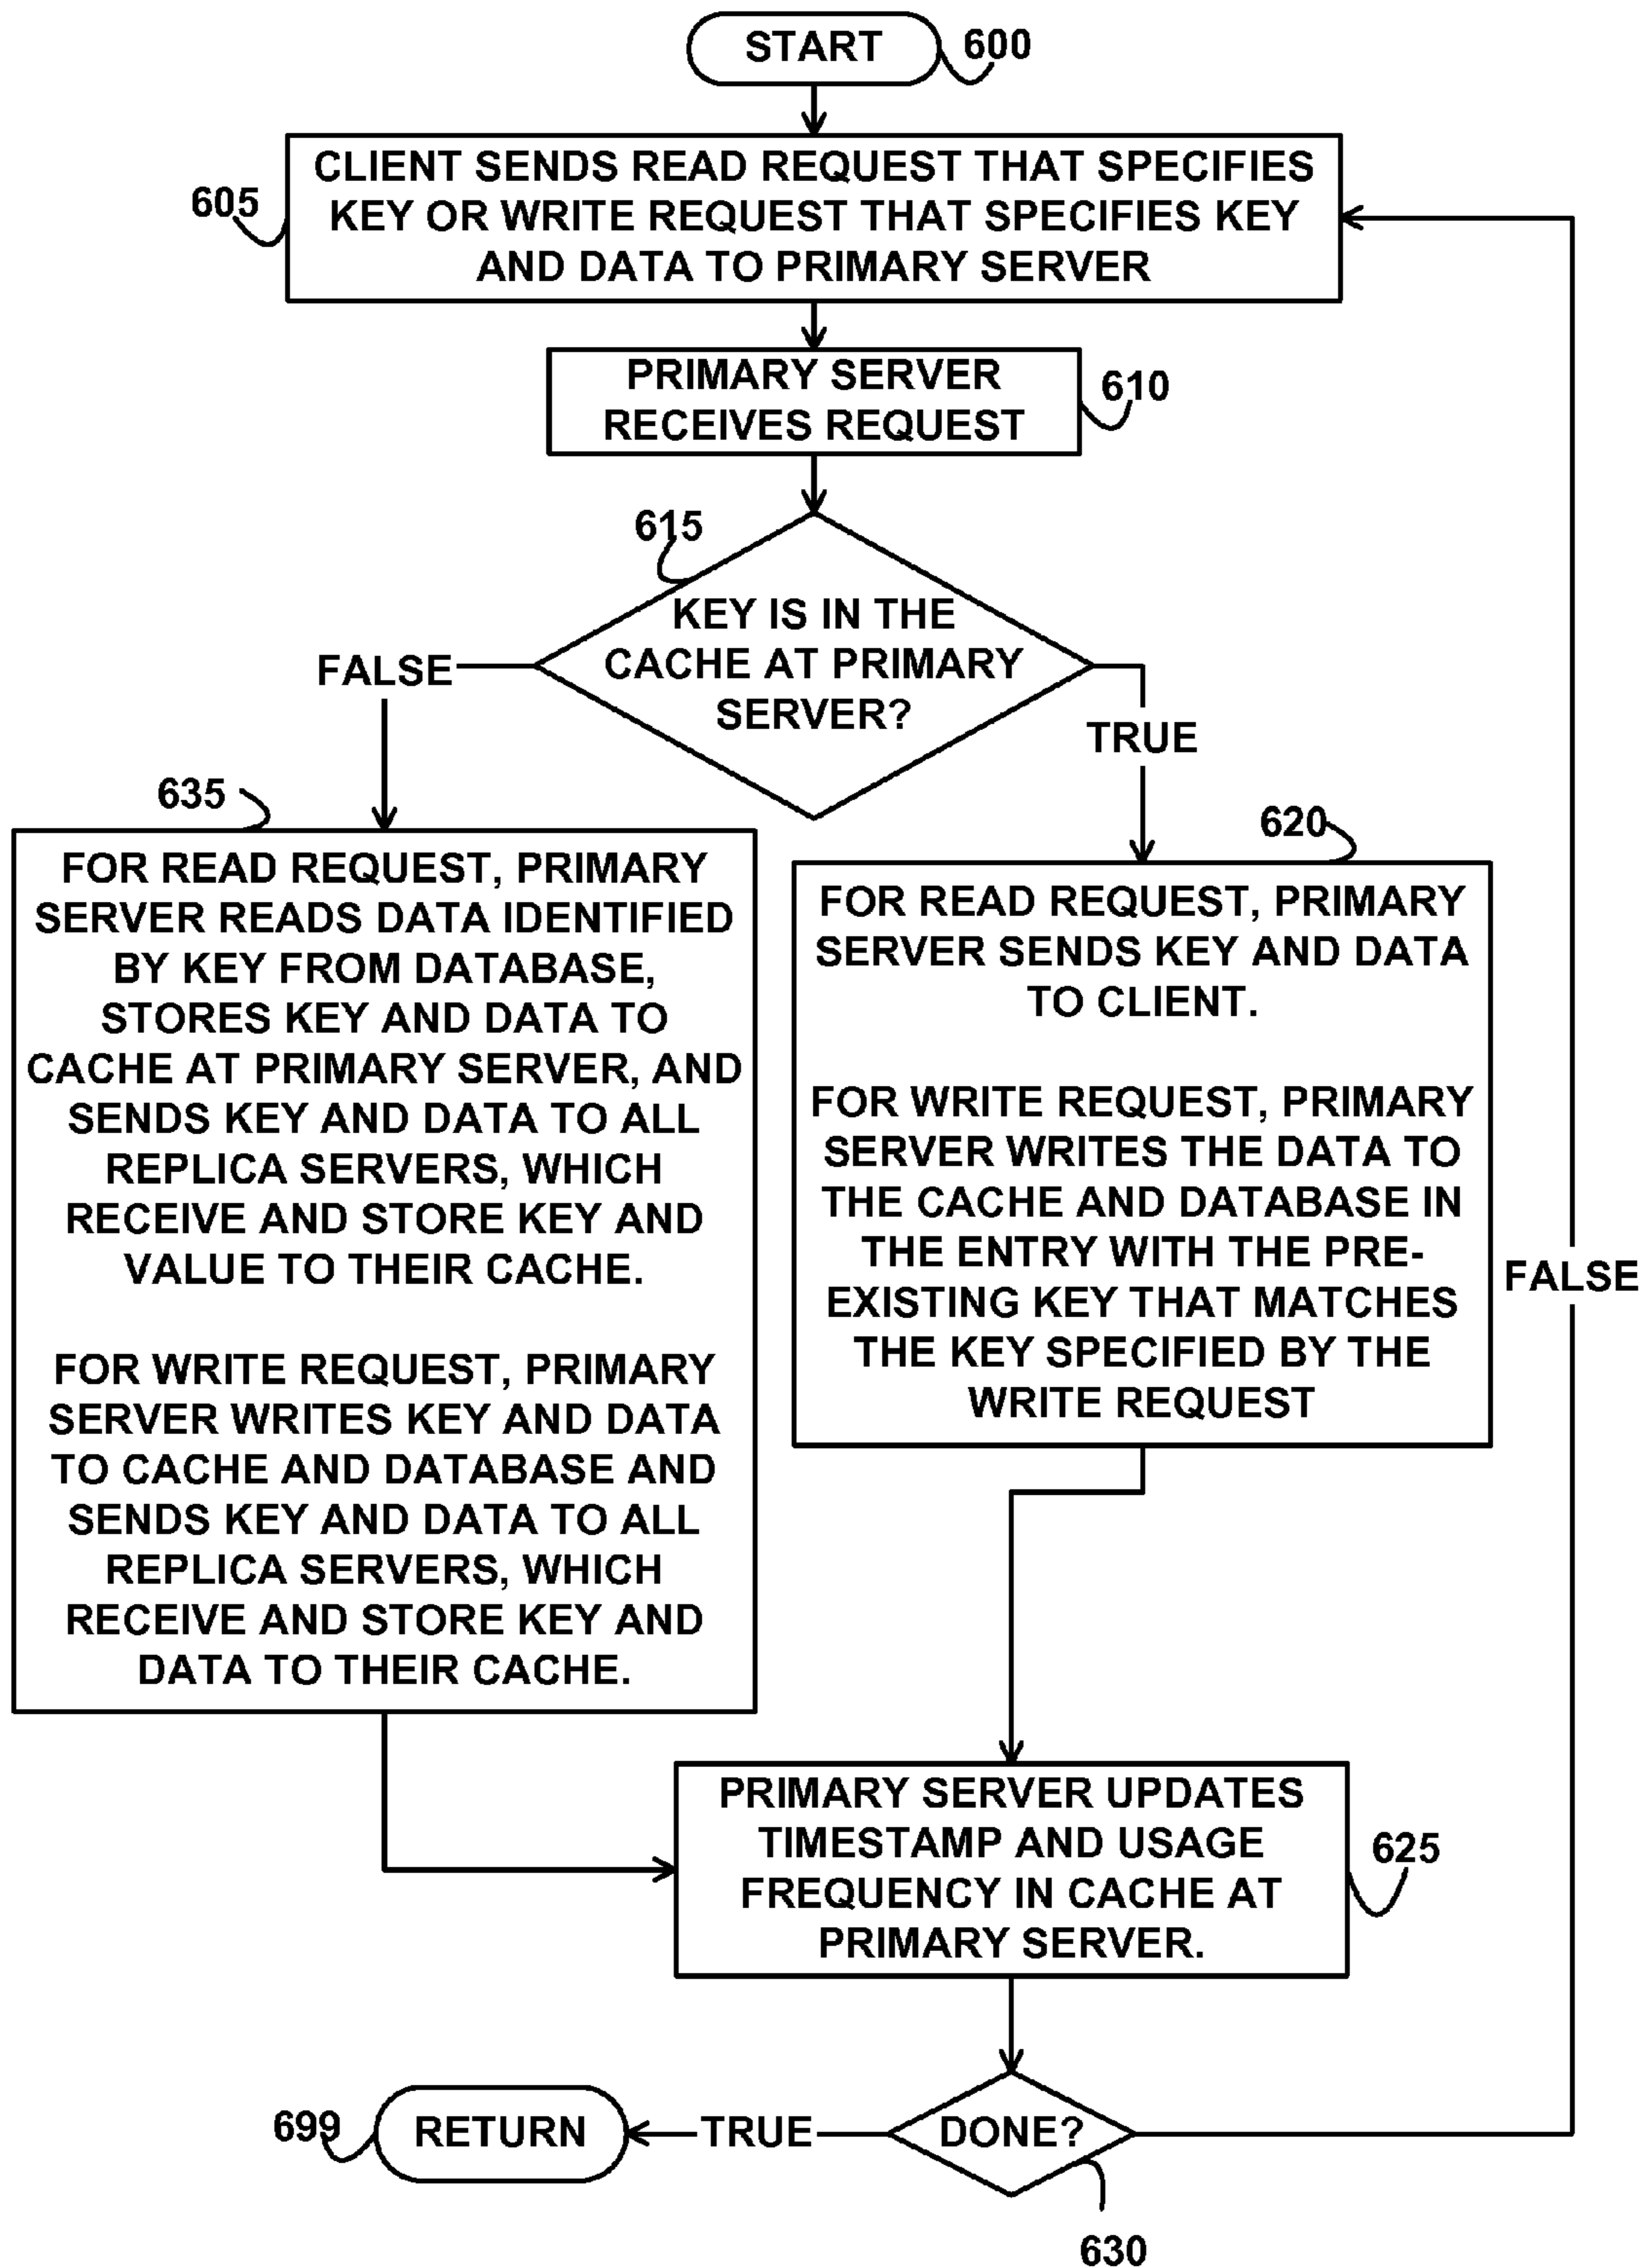 START
600
CLIENT SENDS READ REQUEST THAT SPECIFIES
605
KEY OR WRITE REQUEST THAT SPECIFIES KEY
AND DATA TO PRIMARY SERVER
PRIMARY SERVER
RECEIVES REQUEST
610
615
KEY IS IN THE
CACHE AT PRIMARY
SERVER?
FALSE
TRUE
635
FOR READ REQUEST, PRIMARY
SERVER READS DATA IDENTIFIED
BY KEY FROM DATABASE,
STORES KEY AND DATA TO
CACHE AT PRIMARY SERVER, AND
SENDS KEY AND DATA TO ALL
REPLICA SERVERS, WHICH
RECEIVE AND STORE KEY AND
VALUE TO THEIR CACHE.
FOR WRITE REQUEST, PRIMARY
SERVER WRITES KEY AND DATA
TO CACHE AND DATABASE AND
SENDS KEY AND DATA TO ALL
REPLICA SERVERS, WHICH
RECEIVE AND STORE KEY AND
DATA TO THEIR CACHE.
620
FOR READ REQUEST, PRIMARY
SERVER SENDS KEY AND DATA
TO CLIENT.
FOR WRITE REQUEST, PRIMARY
SERVER WRITES THE DATA TO
THE CACHE AND DATABASE IN
THE ENTRY WITH THE PRE-
EXISTING KEY THAT MATCHES
THE KEY SPECIFIED BY THE
WRITE REQUEST
FALSE
PRIMARY SERVER UPDATES
TIMESTAMP AND USAGE
FREQUENCY IN CACHE AT
PRIMARY SERVER.
625
699
RETURN
TRUE
DONE?
630